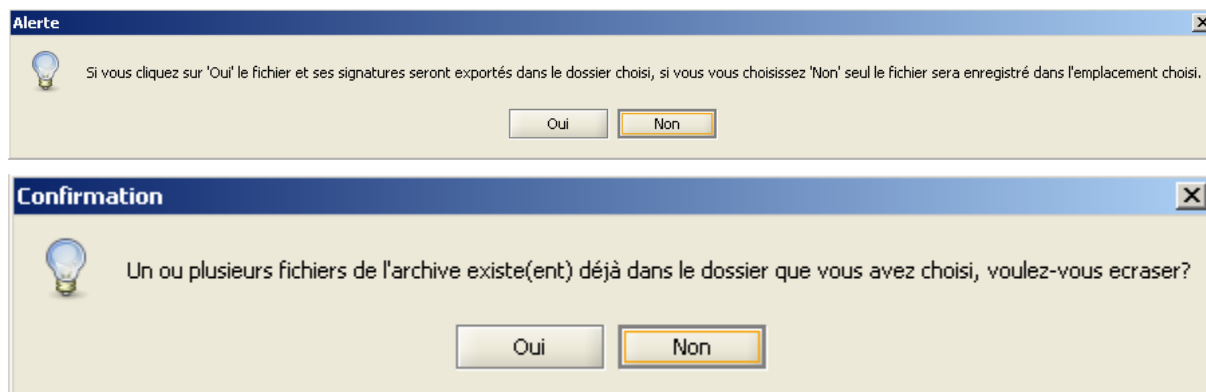 Alerte
Si vous cliquez sur 'Oui' le fichier et ses signatures seront exportés dans le dossier choisi, si vous vous choisissez 'Non' seul le fichier sera enregistré dans l'emplacement choisi.
Oui Non
Confirmation
Un ou plusieurs fichiers de l'archive existe(ent) déjà dans le dossier que vous avez choisi, voulez-vous ecraser?
Oui Non